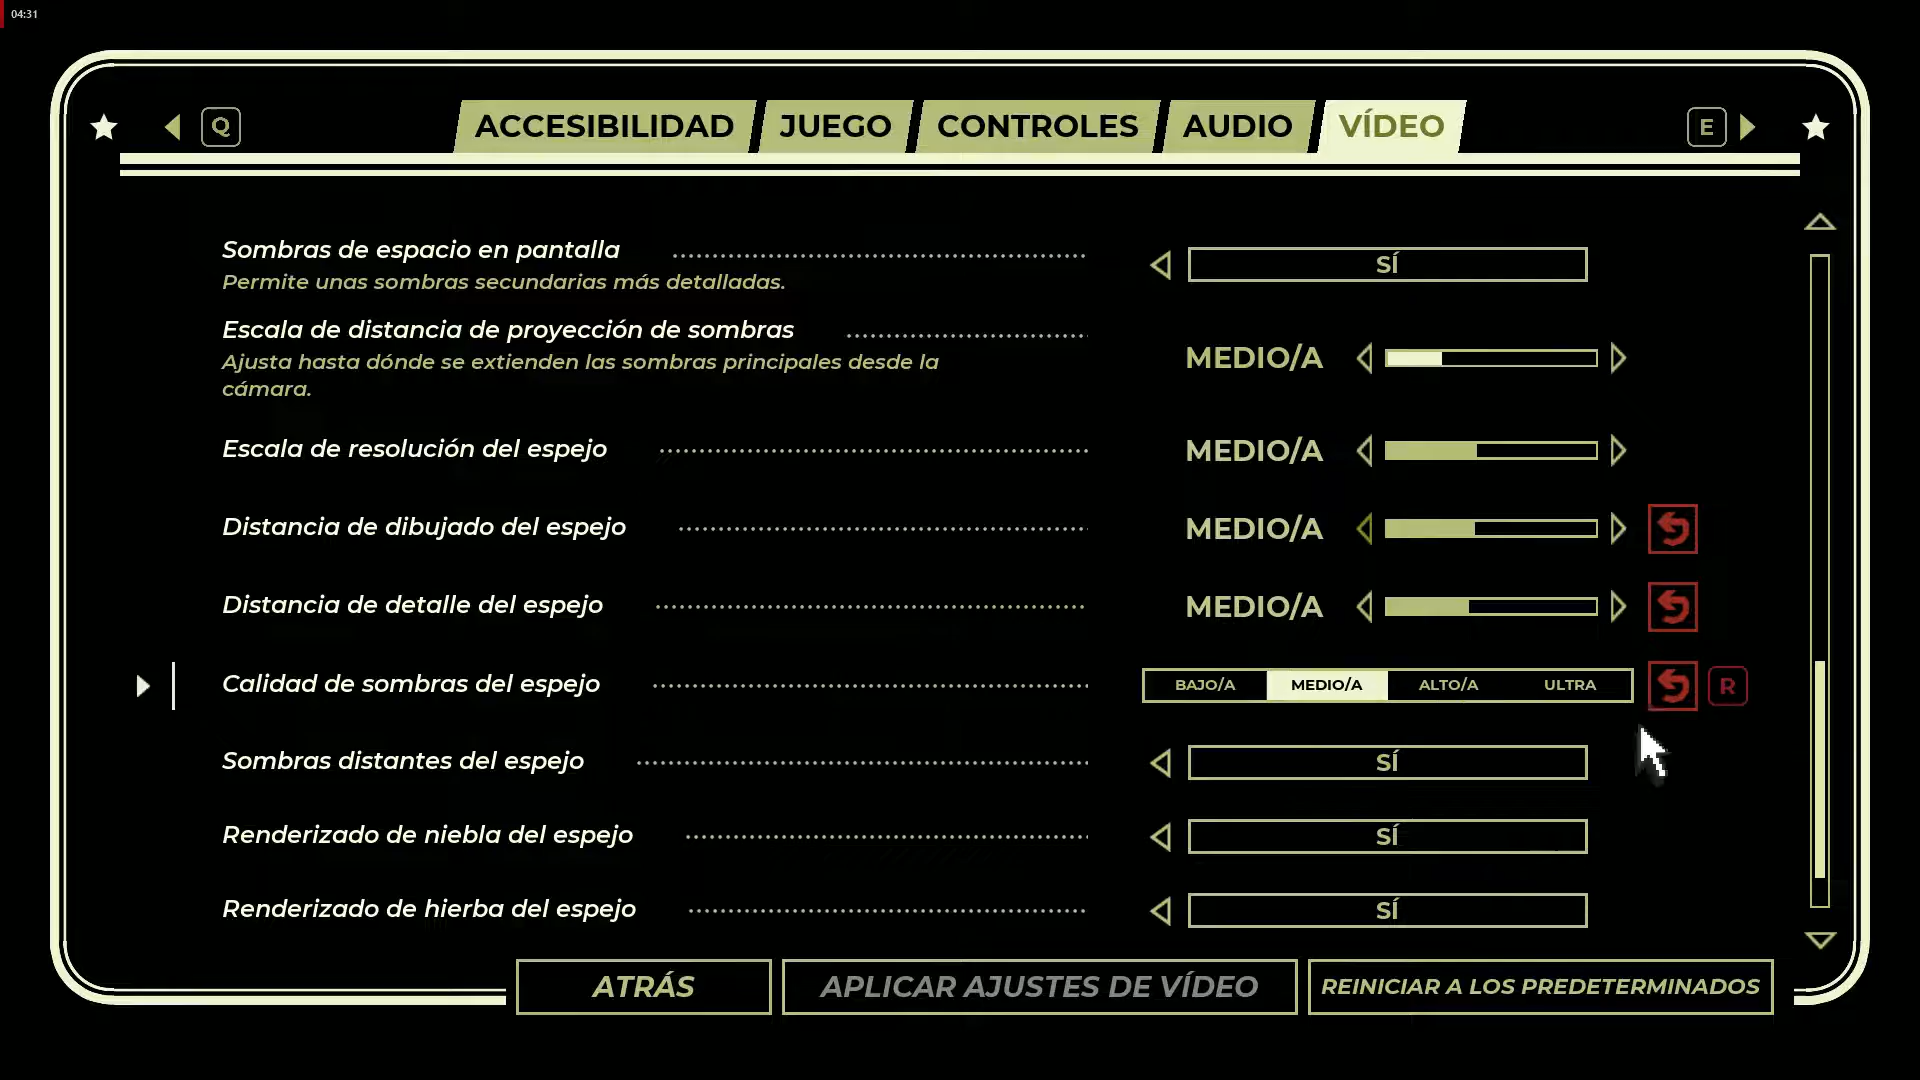 04:31
Q
ACCESIBILIDAD
JUEGO
CONTROLES
AUDIO
VÍDEO
E
Sombras de espacio en pantalla
SÍ
Permite unas sombras secundarias más detalladas.
Escala de distancia de proyección de sombras
MEDIO/A
Ajusta hasta dónde se extienden las sombras principales desde la
cámara.
Escala de resolución del espejo
MEDIO/A
Distancia de dibujado del espejo
MEDIO/A
Distancia de detalle del espejo
MEDIO/A
Calidad de sombras del espejo
BAJO/A
MEDIO/A
ALTO/A
ULTRA
R
Sombras distantes del espejo
SÍ
Renderizado de niebla del espejo
SÍ
Renderizado de hierba del espejo
SÍ
ATRÁS
APLICAR AJUSTES DE VÍDEO
REINICIAR A LOS PREDETERMINADOS